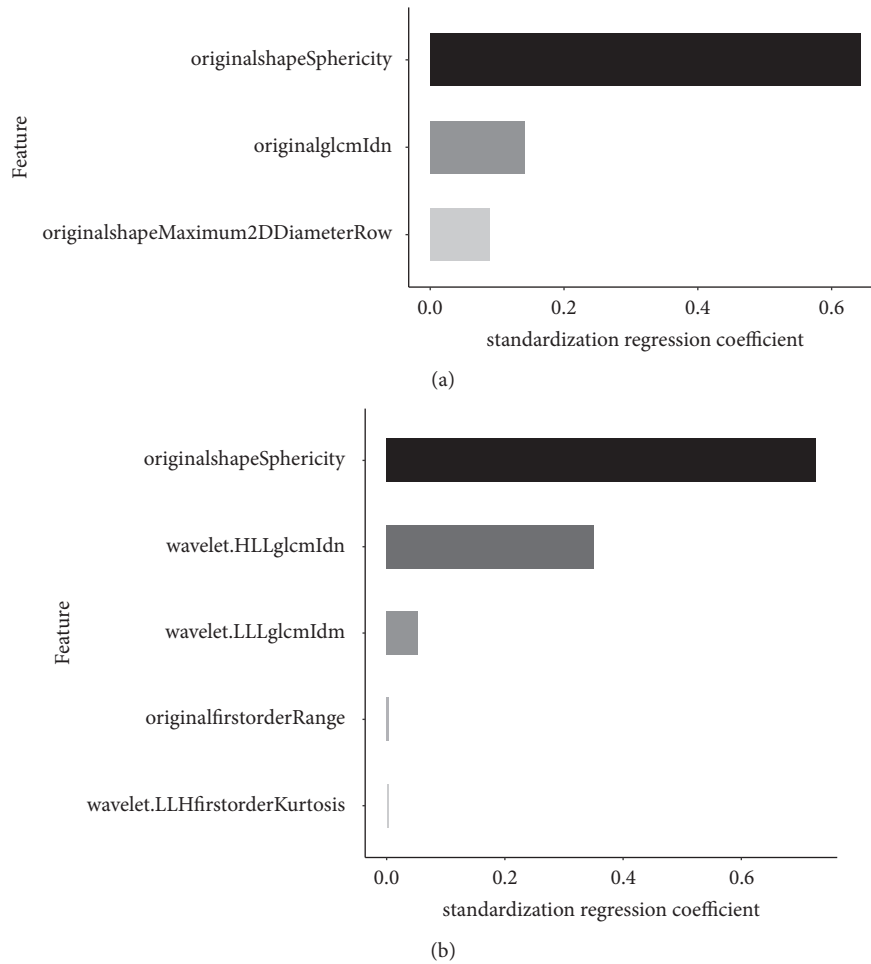 originalshapeSphericity
originalglcmIdn
originalshapeMaximum2DDiameterRow
Feature
0.0 0.2 0.4 0.6
standardization regression coefficient
(a)
originalshapeSphericity
wavelet.HLLglcmIdn
wavelet.LLLglcmIdm
originalfirstorderRange
wavelet.LLHfirstorderKurtosis
Feature
0.0 0.2 0.4 0.6
standardization regression coefficient
(b)